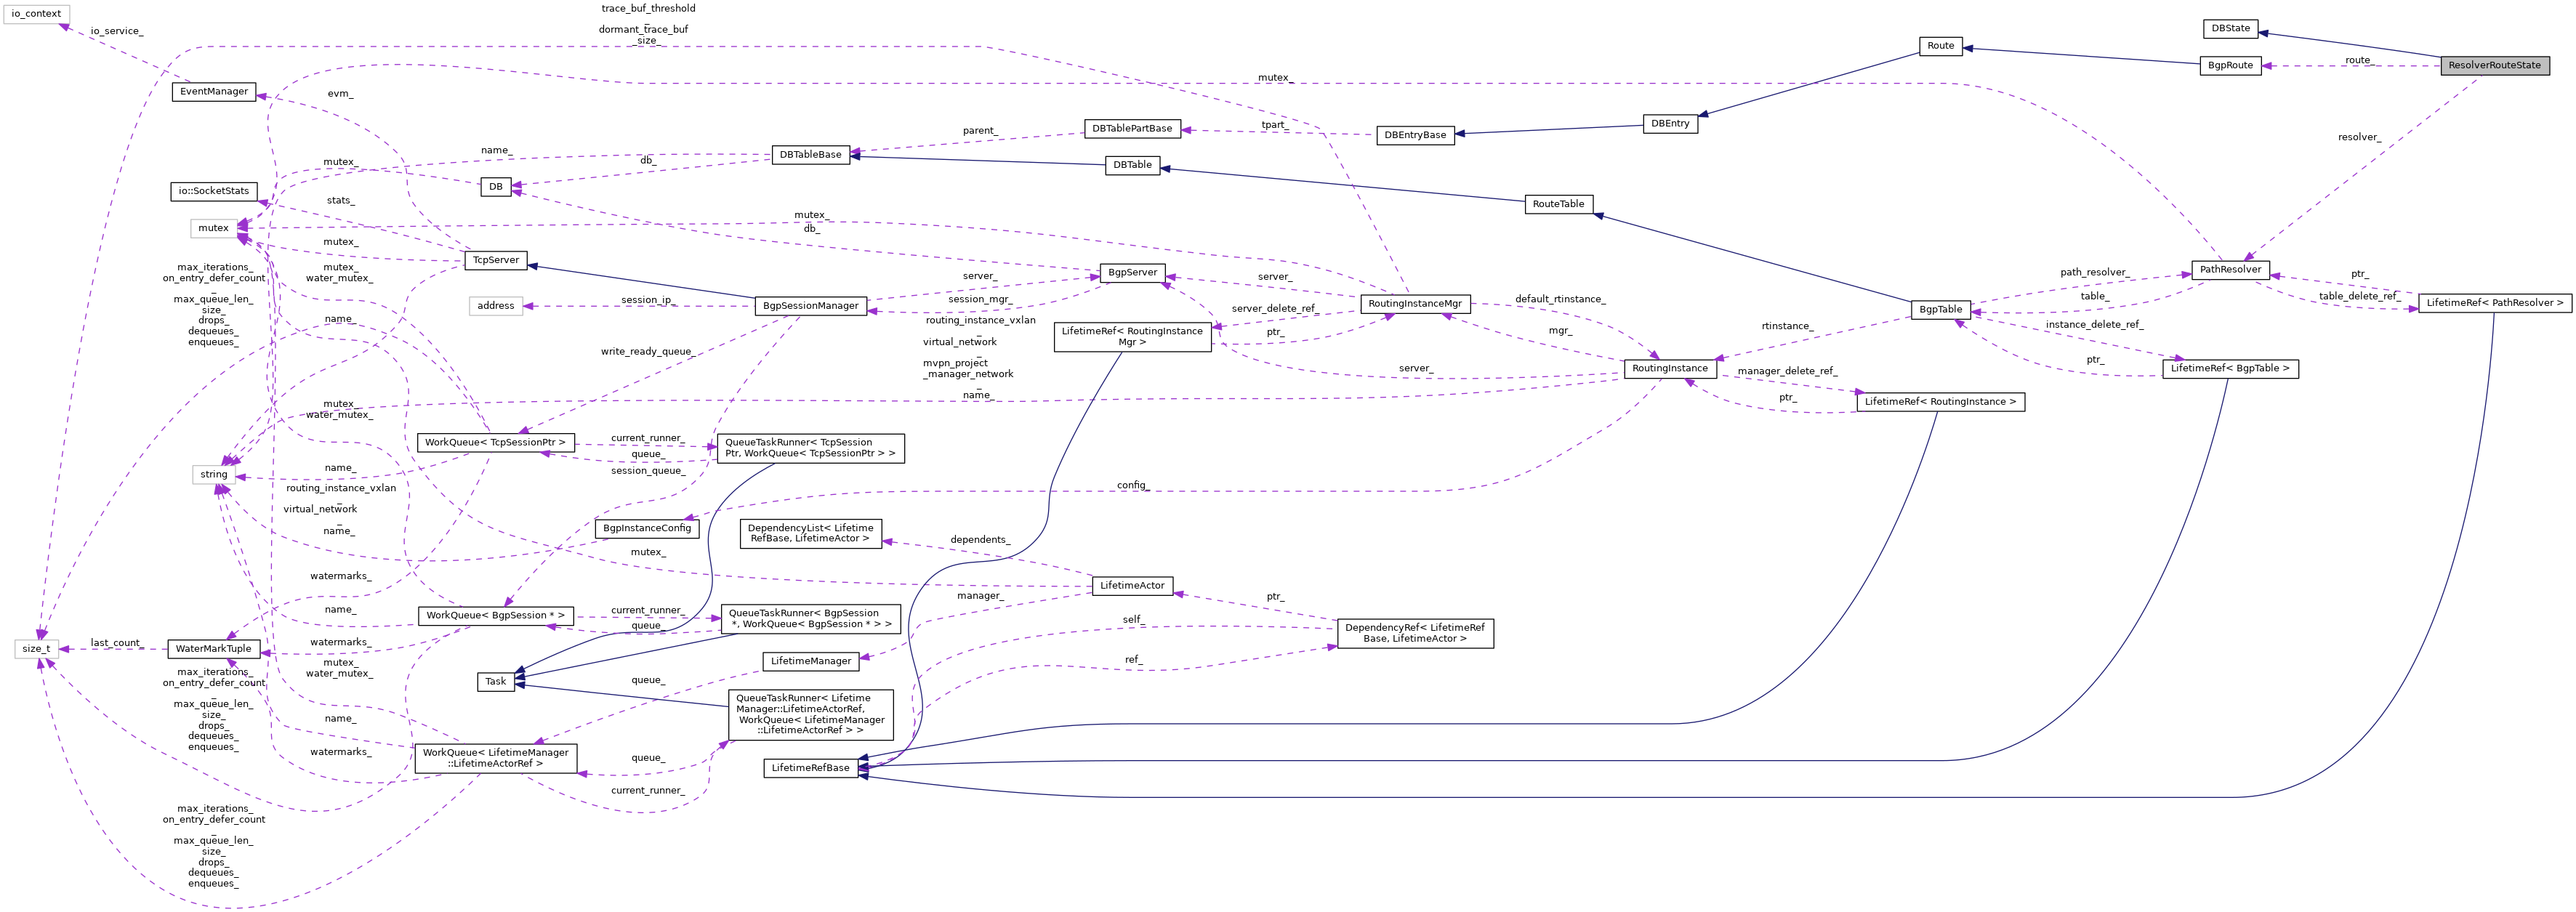 io_context
io_service_
EventManager
trace_buf_threshold
_
dormant_trace_buf
_size_
evm_
mutex_
name_
db_
DB
DBTableBase
parent_
DBTablePartBase
tpart_
DBEntryBase
DBEntry
Route
BgpRoute
DBState
route_
ResolverRouteState
resolver_
mutex_
io::SocketStats
stats_
mutex
mutex_
TcpServer
address
session_ip_
BgpSessionManager
server_
session_mgr_
BgpServer
mutex_
db_
DBTable
RouteTable
server_
RoutingInstanceMgr
server_delete_ref_
ptr_
LifetimeRef< RoutingInstance
Mgr >
default_rtinstance_
mgr_
server_
RoutingInstance
rtinstance_
BgpTable
path_resolver_
table_
PathResolver
ptr_
table_delete_ref_
LifetimeRef< PathResolver >
instance_delete_ref_
ptr_
LifetimeRef< BgpTable >
manager_delete_ref_
ptr_
LifetimeRef< RoutingInstance >
max_iterations_
on_entry_defer_count
_
max_queue_len_
size_
drops_
dequeues_
enqueues_
mutex_
water_mutex_
name_
write_ready_queue_
routing_instance_vxlan
_
virtual_network
_
mvpn_project
_manager_network
_
name_
mutex_
water_mutex_
WorkQueue< TcpSessionPtr >
current_runner_
queue_
QueueTaskRunner< TcpSession
Ptr, WorkQueue< TcpSessionPtr > >
session_queue_
string
name_
routing_instance_vxlan
_
virtual_network
_
name_
BgpInstanceConfig
config_
DependencyList< Lifetime
RefBase, LifetimeActor >
dependents_
mutex_
LifetimeActor
manager_
ptr_
DependencyRef< LifetimeRef
Base, LifetimeActor >
self_
ref_
watermarks_
name_
WorkQueue< BgpSession * >
current_runner_
queue_
QueueTaskRunner< BgpSession
*, WorkQueue< BgpSession * > >
size_t
last_count_
WaterMarkTuple
watermarks_
mutex_
water_mutex_
LifetimeManager
Task
queue_
max_iterations_
on_entry_defer_count
_
max_queue_len_
size_
drops_
dequeues_
enqueues_
name_
watermarks_
WorkQueue< LifetimeManager
::LifetimeActorRef >
QueueTaskRunner< Lifetime
Manager::LifetimeActorRef,
WorkQueue< LifetimeManager
::LifetimeActorRef > >
queue_
current_runner_
LifetimeRefBase
max_iterations_
on_entry_defer_count
_
max_queue_len_
size_
drops_
dequeues_
enqueues_